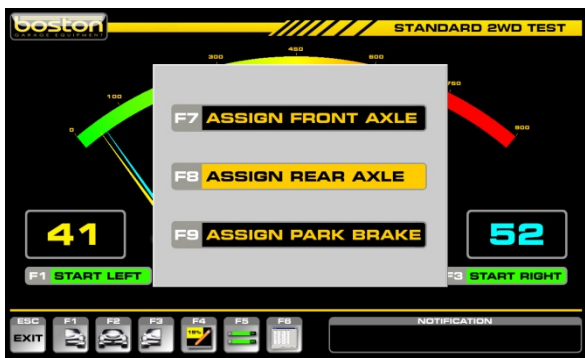 boston
GARAGE EQUIPMENT
STANDARD 2WD TEST
0
100
300
450
600
750
900
F7 ASSIGN FRONT AXLE
F8 ASSIGN REAR AXLE
F9 ASSIGN PARK BRAKE
41
52
F1 START LEFT
F3 START RIGHT
ESC
EXIT
F1
F2
F3
F4
16%
F5
F6
NOTIFICATION